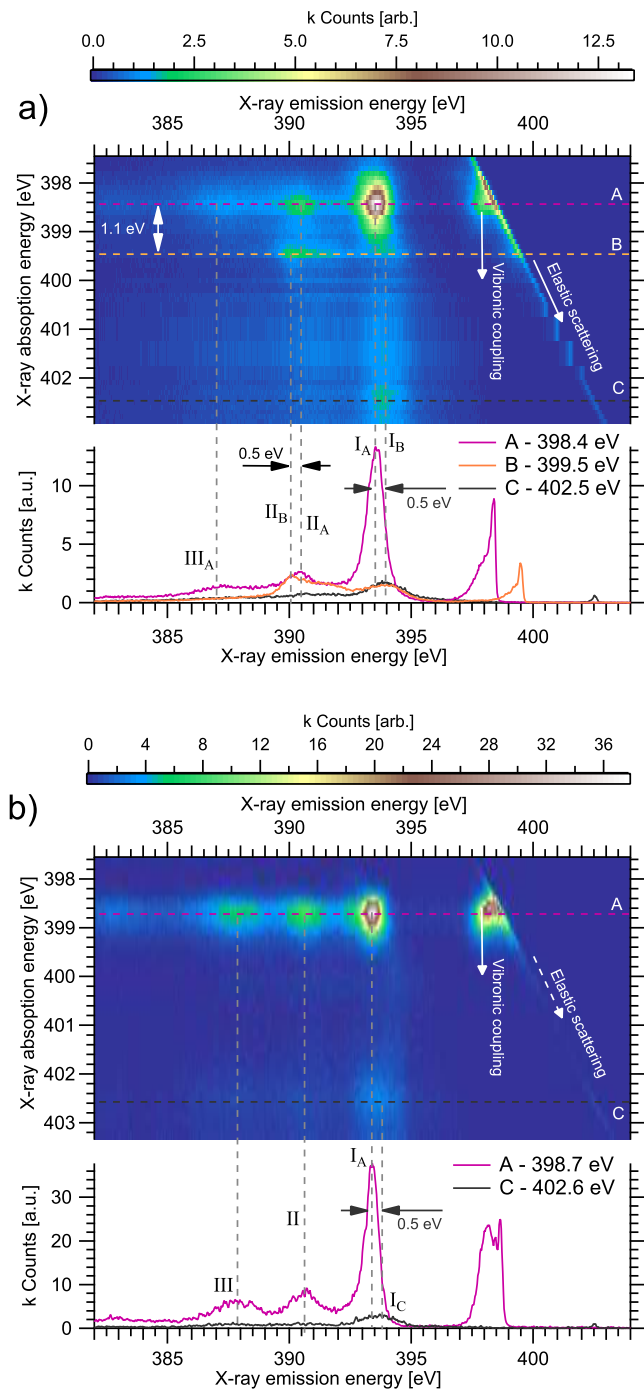 k Counts [arb.]
0.0 2.5 5.0 7.5 10.0 12.5
a)
X-ray emission energy [eV]
385 390 395 400
X-ray absoption energy [eV]
398
399
400
401
402
1.1 eV
A
B
C
Vibronic coupling
Elastic scattering
k Counts [a.u.]
10
5
0
0.5 eV
I_A
I_B
II_B
II_A
III_A
0.5 eV
A - 398.4 eV
B - 399.5 eV
C - 402.5 eV
385 390 395 400
X-ray emission energy [eV]
k Counts [arb.]
0 4 8 12 16 20 24 28 32 36
b)
X-ray emission energy [eV]
385 390 395 400
X-ray absoption energy [eV]
398
399
400
401
402
403
A
C
Vibronic coupling
Elastic scattering
k Counts [a.u.]
30
20
10
0
I_A
0.5 eV
II
III
I_C
A - 398.7 eV
C - 402.6 eV
385 390 395 400
X-ray emission energy [eV]